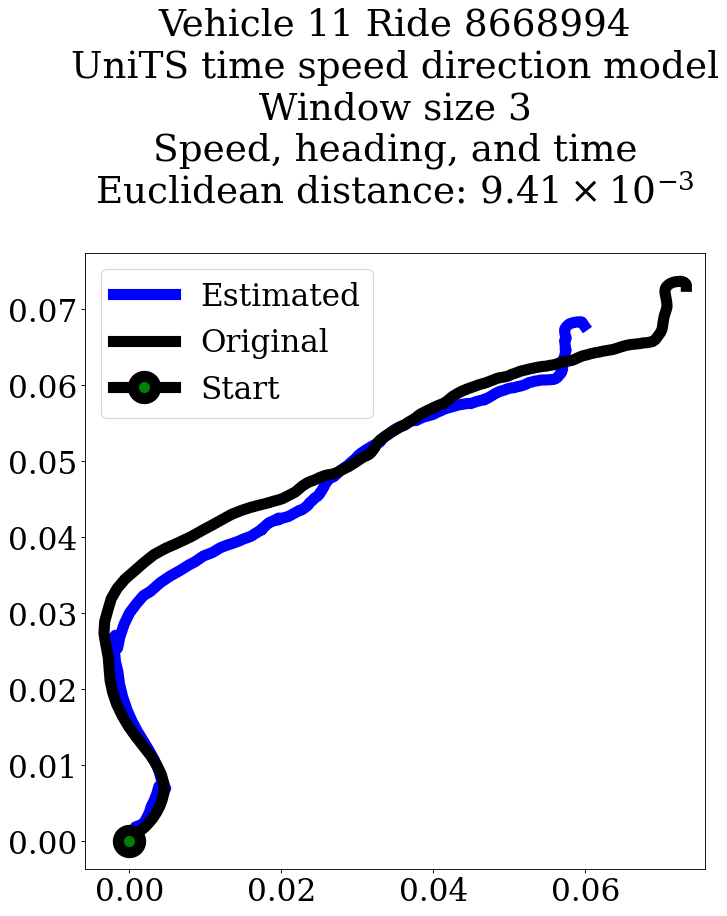 Vehicle 11 Ride 8668994
UniTS time speed direction model
Window size 3
Speed, heading, and time
Euclidean distance: 9.41 × 10⁻³
Estimated
Original
Start
0.07
0.06
0.05
0.04
0.03
0.02
0.01
0.00
0.00 0.02 0.04 0.06